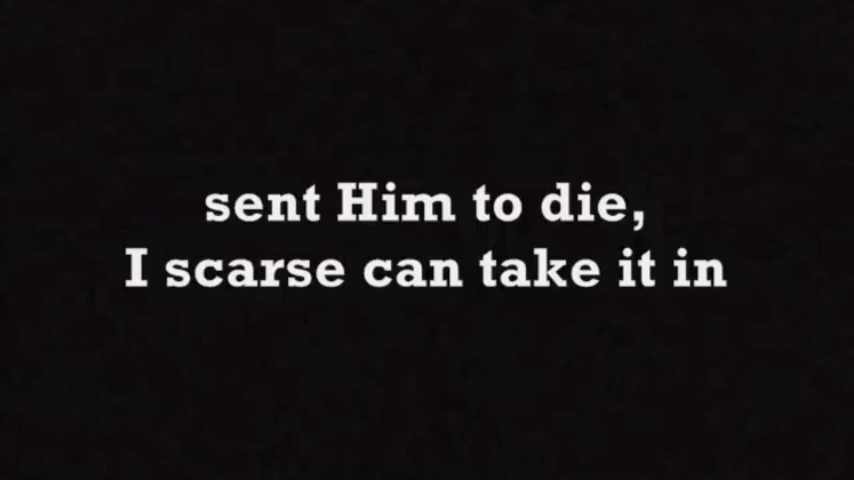 sent Him to die,
I scarse can take it in